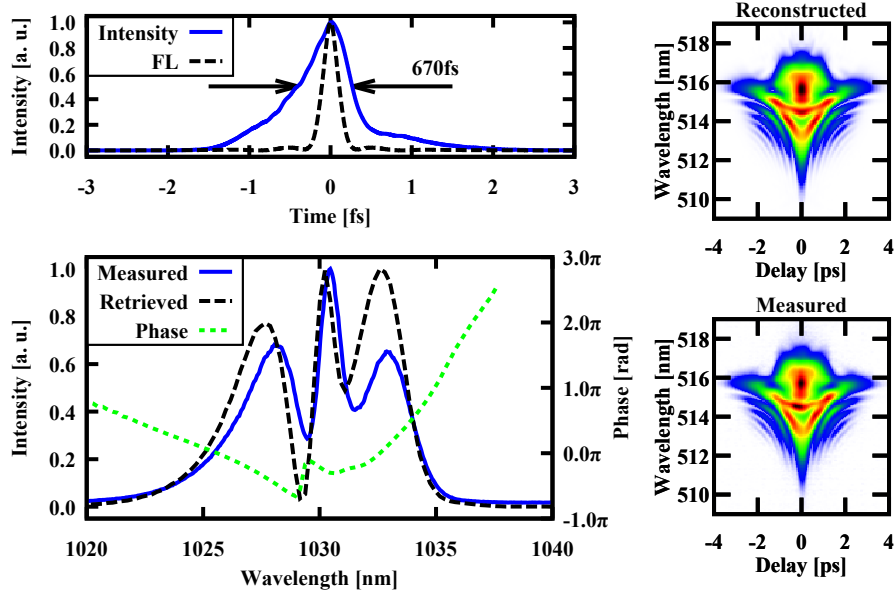 Intensity [a. u.]
1.0
0.8
0.6
0.4
0.2
0.0
Intensity
FL
670fs
-3 -2 -1 0 1 2 3
Time [fs]
Intensity [a. u.]
1.0
0.8
0.6
0.4
0.2
0.0
Measured
Retrieved
Phase
3.0π
2.0π
1.0π
0.0π
-1.0π
Phase [rad]
1020 1025 1030 1035 1040
Wavelength [nm]
Reconstructed
Wavelength [nm]
518
516
514
512
510
-4 -2 0 2 4
Delay [ps]
Measured
Wavelength [nm]
518
516
514
512
510
-4 -2 0 2 4
Delay [ps]